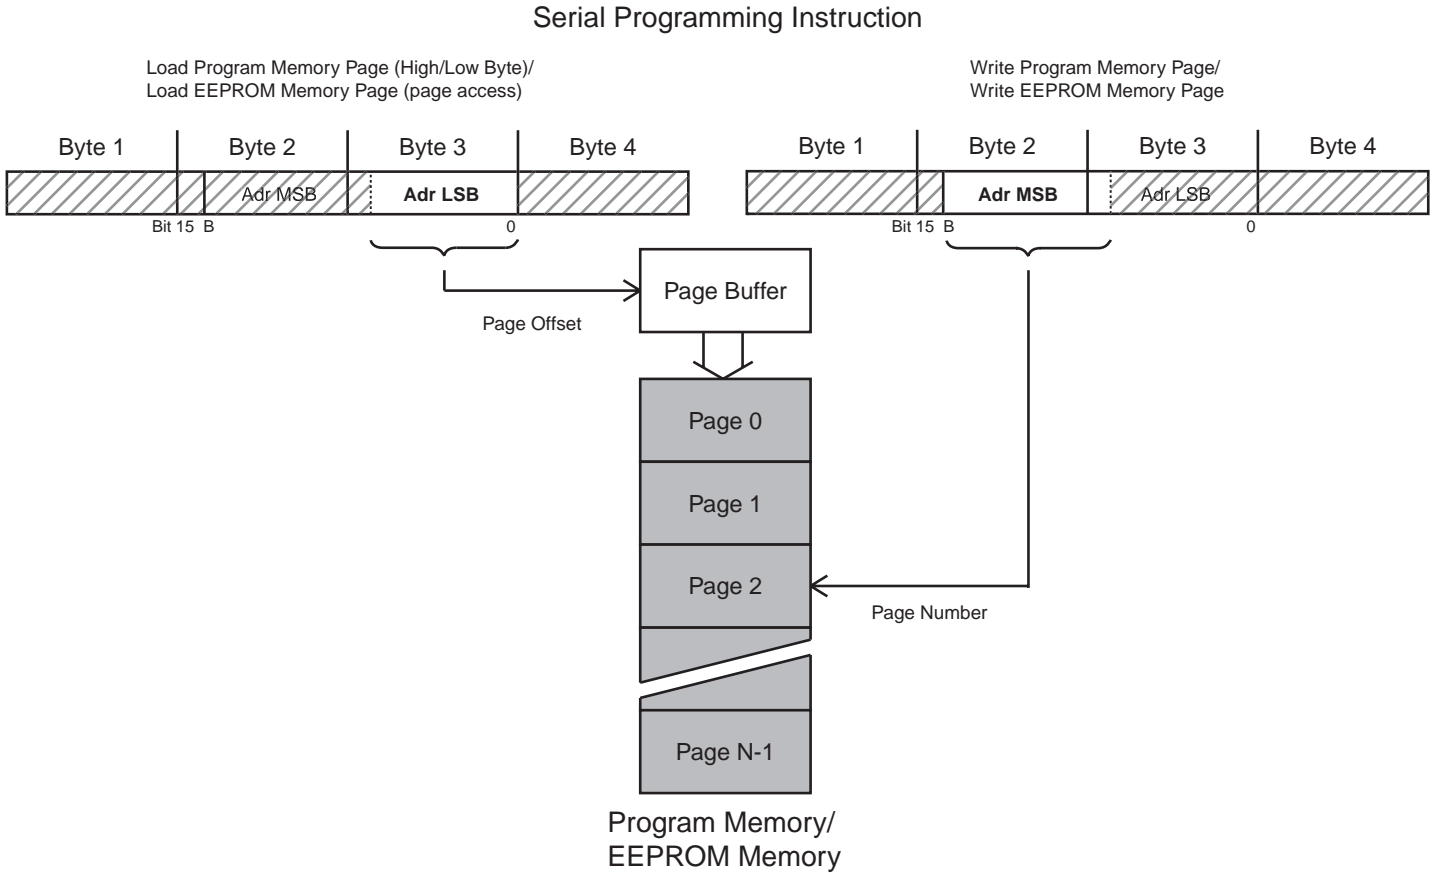 Serial Programming Instruction
Load Program Memory Page (High/Low Byte)/
Load EEPROM Memory Page (page access)
Write Program Memory Page/
Write EEPROM Memory Page
Byte 1 Byte 2 Byte 3 Byte 4
Byte 1 Byte 2 Byte 3 Byte 4
Adr MSB Adr LSB
Adr MSB Adr LSB
Bit 15 B 0
Bit 15 B 0
Page Buffer
Page Offset
Page 0
Page 1
Page 2
Page Number
Page N-1
Program Memory/
EEPROM Memory